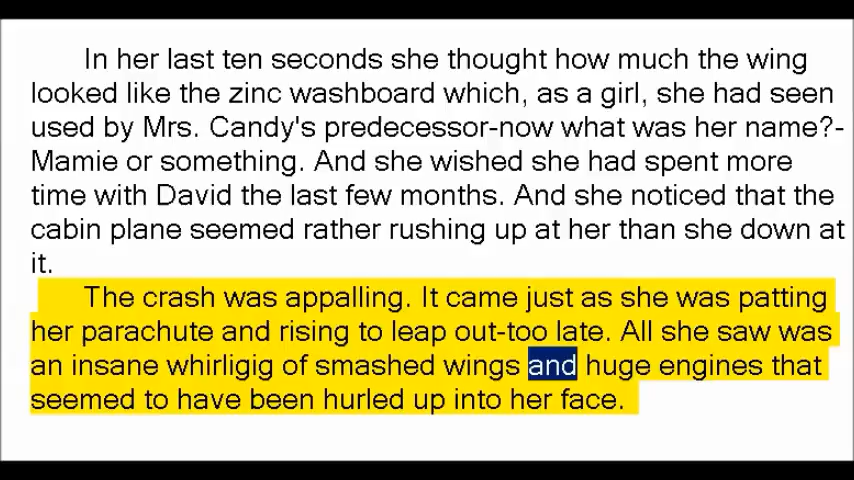 In her last ten seconds she thought how much the wing
looked like the zinc washboard which, as a girl, she had seen
used by Mrs. Candy's predecessor-now what was her name?-
Mamie or something. And she wished she had spent more
time with David the last few months. And she noticed that the
cabin plane seemed rather rushing up at her than she down at
it.
The crash was appalling. It came just as she was patting
her parachute and rising to leap out-too late. All she saw was
an insane whirligig of smashed wings and huge engines that
seemed to have been hurled up into her face.